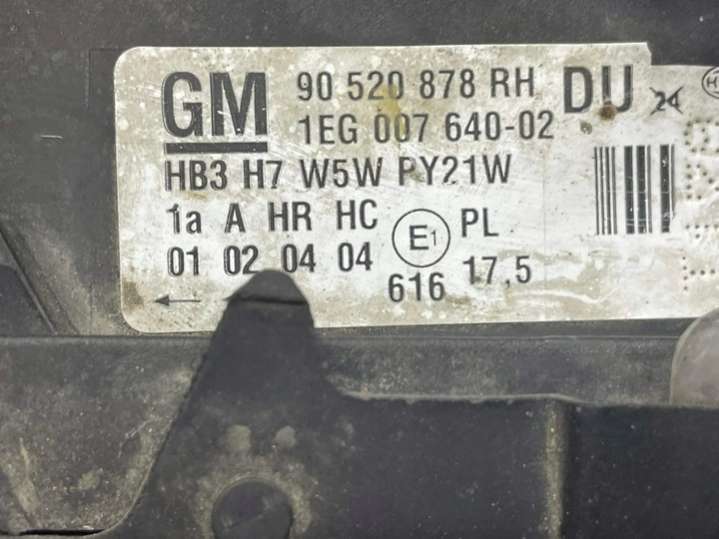 GM 90 520 878 RH DU 24
1EG 007 640-02
HB3 H7 W5W PY21W
1a A HR HC E1 PL
01 02 04 04 616 17,5